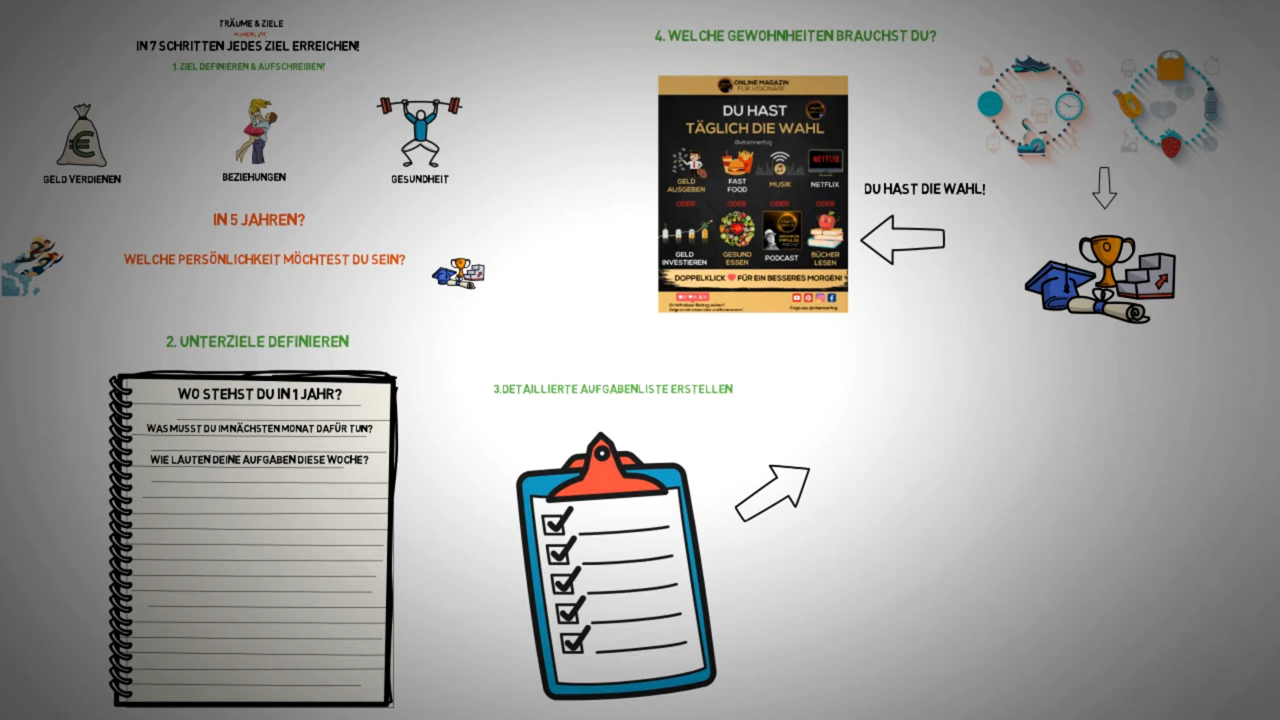 TRÄUME & ZIELE
IN 7 SCHRITTEN JEDES ZIEL ERREICHEN!
1. ZIEL DEFINIEREN & AUFSCHREIBEN!
GELD VERDIENEN
BEZIEHUNGEN
GESUNDHEIT
IN 5 JAHREN?
WELCHE PERSÖNLICHKEIT MÖCHTEST DU SEIN?
2. UNTERZIELE DEFINIEREN
WO STEHST DU IN 1 JAHR?
WAS MUSST DU IM NÄCHSTEN MONAT DAFÜR TUN?
WIE LAUTEN DEINE AUFGABEN DIESE WOCHE?
3.DETAILLIERTE AUFGABENLISTE ERSTELLEN
4. WELCHE GEWOHNHEITEN BRAUCHST DU?
ONLINE MAGAZIN
FÜR VISIONÄRE
DU HAST
TÄGLICH DIE WAHL
GELD AUSGEBEN
FAST FOOD
MUSIK
NETFLIX
NETFLIX
ODER ODER ODER ODER
GELD INVESTIEREN
GESUND ESSEN
PODCAST
BÜCHER LESEN
DOPPELKLICK FÜR EIN BESSERES MORGEN!
DU HAST DIE WAHL!